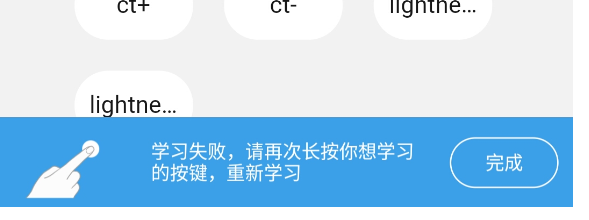 ct+ ct- lightne...
lightne...
学习失败，请再次长按你想学习
的按键，重新学习
完成